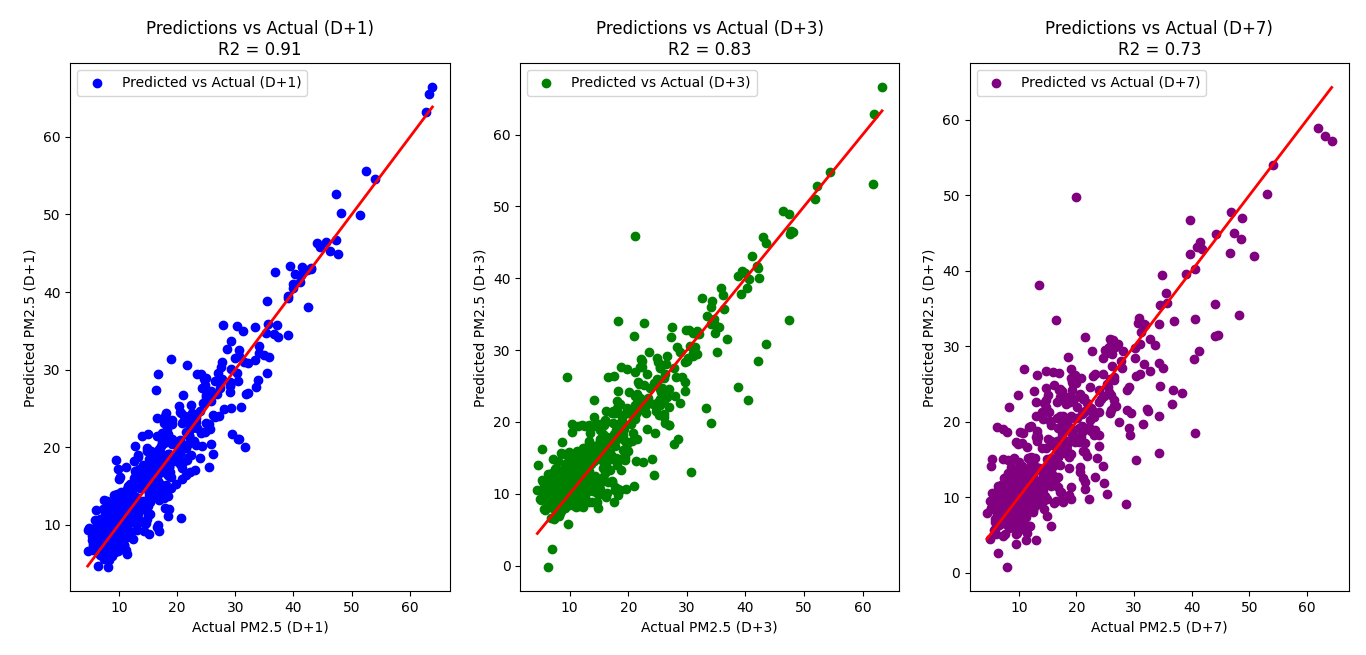 Predictions vs Actual (D+1)
R2 = 0.91
Predicted vs Actual (D+1)
Predicted PM2.5 (D+1)
60
50
40
30
20
10
10 20 30 40 50 60
Actual PM2.5 (D+1)
Predictions vs Actual (D+3)
R2 = 0.83
Predicted vs Actual (D+3)
Predicted PM2.5 (D+3)
60
50
40
30
20
10
0
10 20 30 40 50 60
Actual PM2.5 (D+3)
Predictions vs Actual (D+7)
R2 = 0.73
Predicted vs Actual (D+7)
Predicted PM2.5 (D+7)
60
50
40
30
20
10
0
10 20 30 40 50 60
Actual PM2.5 (D+7)